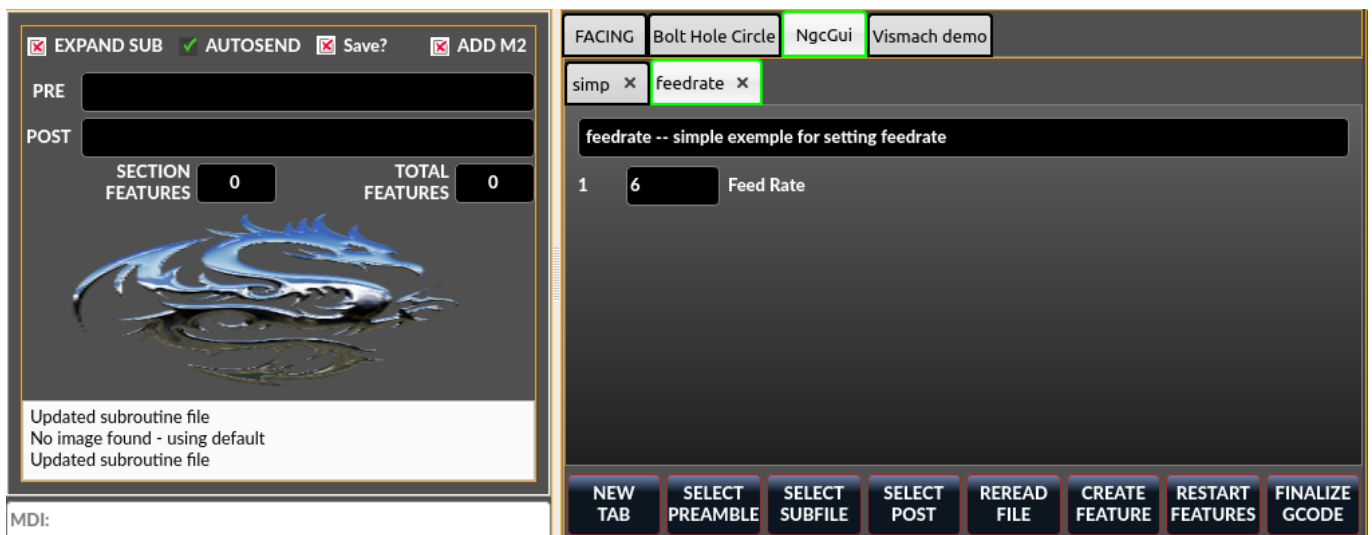 EXPAND SUB AUTOSEND Save? ADD M2
PRE
POST
SECTION
FEATURES
0
TOTAL
FEATURES
0
Updated subroutine file
No image found - using default
Updated subroutine file
MDI:
FACING Bolt Hole Circle NgcGui Vismach demo
simp × feedrate ×
feedrate -- simple exemple for setting feedrate
1 6 Feed Rate
NEW
TAB
SELECT
PREAMBLE
SELECT
SUBFILE
SELECT
POST
REREAD
FILE
CREATE
FEATURE
RESTART
FEATURES
FINALIZE
GCODE